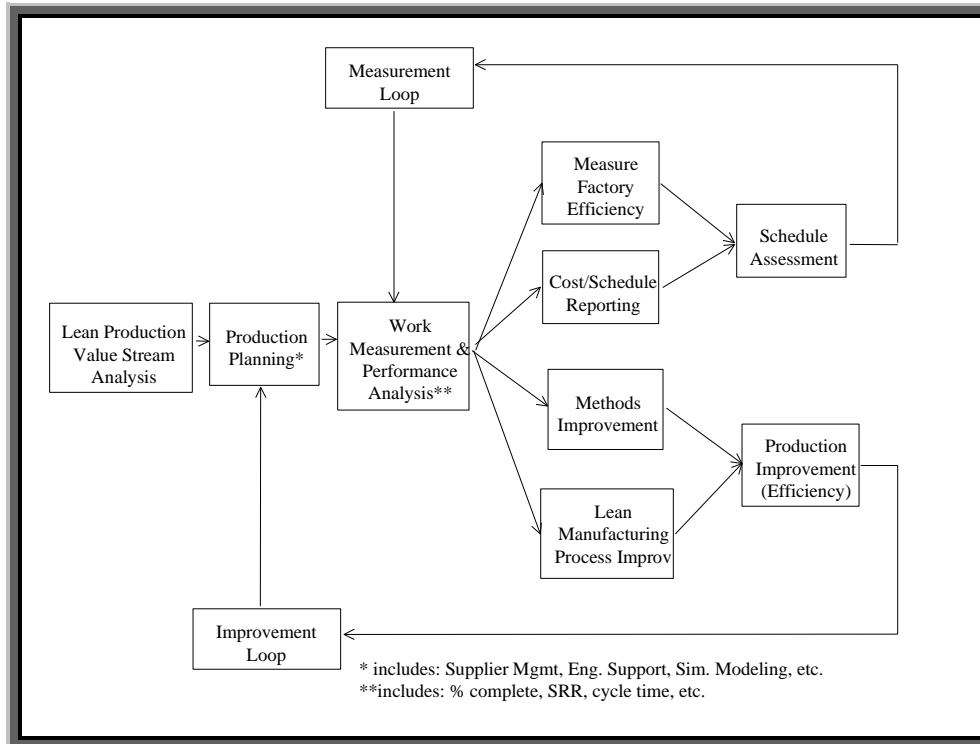 Measurement
Loop
Measure
Factory
Efficiency
Schedule
Assessment
Cost/Schedule
Reporting
Lean Production
Value Stream
Analysis
Production
Planning*
Work
Measurement &
Performance
Analysis**
Methods
Improvement
Production
Improvement
(Efficiency)
Lean
Manufacturing
Process Improv
Improvement
Loop
* includes: Supplier Mgmt, Eng. Support, Sim. Modeling, etc.
**includes: % complete, SRR, cycle time, etc.